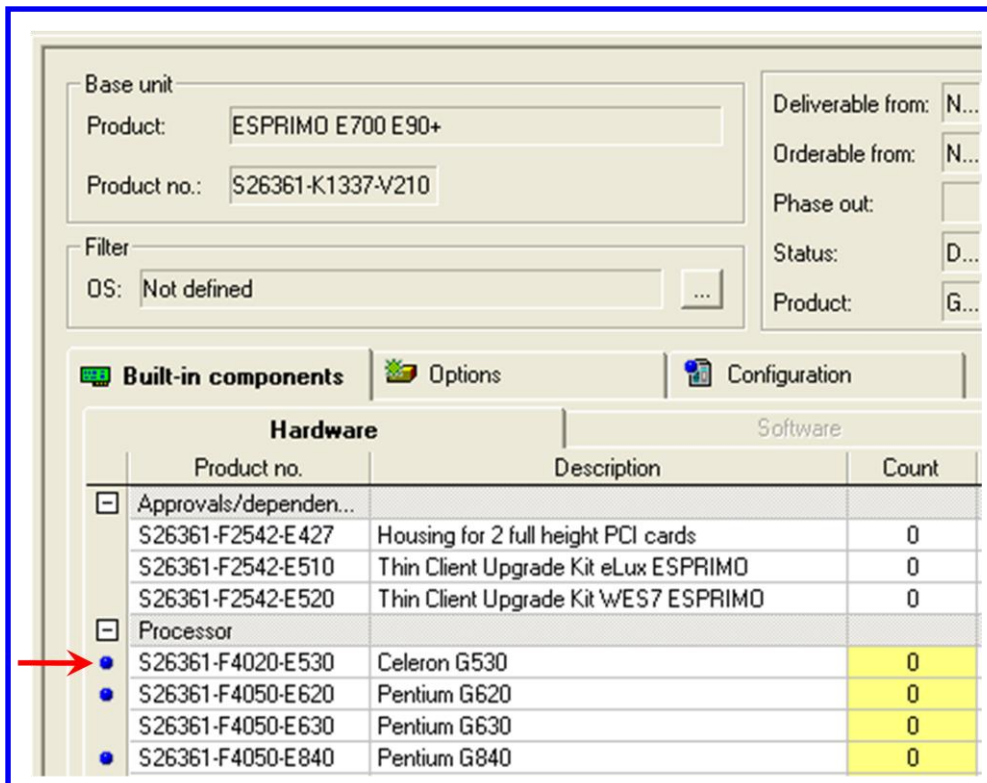 Base unit
Product: ESPRIMO E700 E90+
Product no.: S26361-K1337-V210
Filter
OS: Not defined ...
Deliverable from: N...
Orderable from: N...
Phase out:
Status: D...
Product: G...
Built-in components Options Configuration
Hardware Software
Product no. Description Count
Approvals/dependen...
S26361-F2542-E427 Housing for 2 full height PCI cards 0
S26361-F2542-E510 Thin Client Upgrade Kit eLux ESPRIMO 0
S26361-F2542-E520 Thin Client Upgrade Kit WES7 ESPRIMO 0
Processor
S26361-F4020-E530 Celeron G530 0
S26361-F4050-E620 Pentium G620 0
S26361-F4050-E630 Pentium G630 0
S26361-F4050-E840 Pentium G840 0